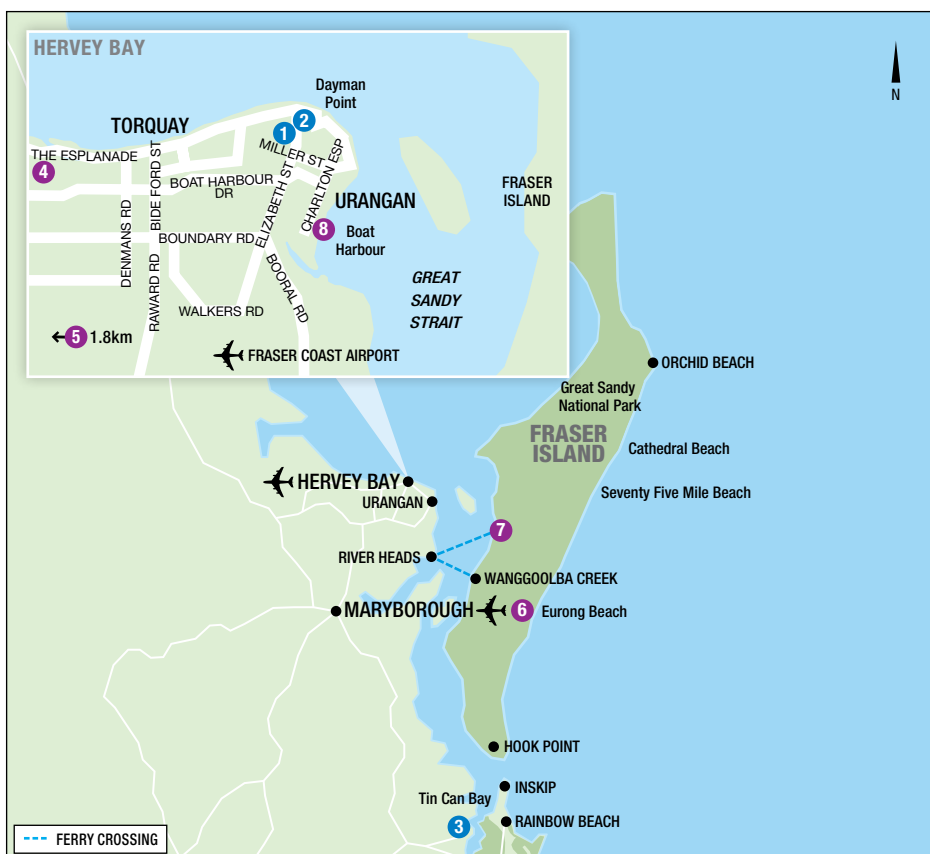 HERVEY BAY
Dayman
Point
TORQUAY
2
1
THE ESPLANADE
4
BIDE FORD ST
MILLER ST
BOAT HARBOUR
DR
ELIZABETH ST
CHARLTON ESP
URANGAN
8
Boat
Harbour
DENMANS RD
BOUNDARY RD
RAWARD RD
WALKERS RD
BOORAL RD
5
1.8km
FRASER COAST AIRPORT
FRASER
ISLAND
GREAT
SANDY
STRAIT
N
ORCHID BEACH
Great Sandy
National Park
FRASER
ISLAND
Cathedral Beach
Seventy Five Mile Beach
HERVEY BAY
URANGAN
7
RIVER HEADS
WANGGOOLBA CREEK
MARYBOROUGH
6
Eurong Beach
HOOK POINT
INSKIP
Tin Can Bay
3
RAINBOW BEACH
FERRY CROSSING